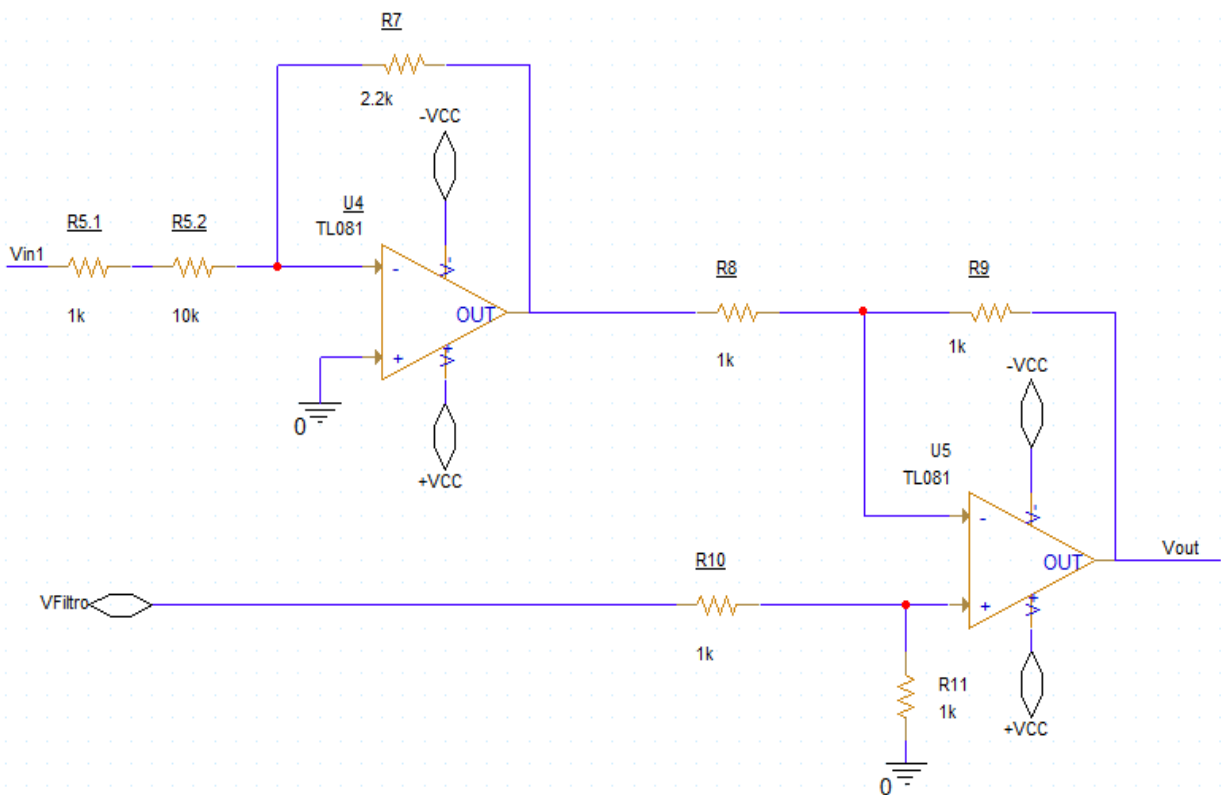 R7
2.2k
-VCC
U4
TL081
R5.1
R5.2
Vin1
1k
10k
-
V-
OUT
+
V+
0
+VCC
R8
1k
R9
1k
-VCC
U5
TL081
-
V-
OUT
+
V+
Vout
R10
VFiltro
1k
R11
1k
+VCC
0